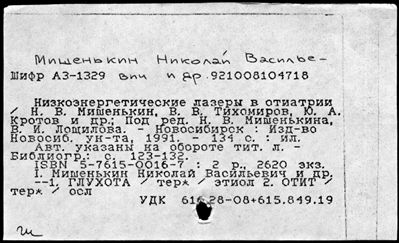 Мишенькин Николай Василье-
Шифр АЗ-1329 впи и др. 921008104718
Низкоэнергетические лазеры в отиатрии
/ Н. В. Мишенькин, В. В. Тихомиров, Ю. А.
Кротов и др.; Под ред. Н. В. Мишенькина,
В. И. Лощилова. - Новосибирск : Изд-во
Новосиб. ун-та, 1991. - 134 с. : ил.
Авт. указаны на обороте тит. л. -
Библиогр.: с. 123-132.
ISBN 5-7615-0016-7 : 2 р., 2620 экз.
I. Мишенькин Николай Васильевич и др.
--1. ГЛУХОТА / тер* / этиол 2. ОТИТ /
тер* / осл
УДК 616.28-08+615.849.19